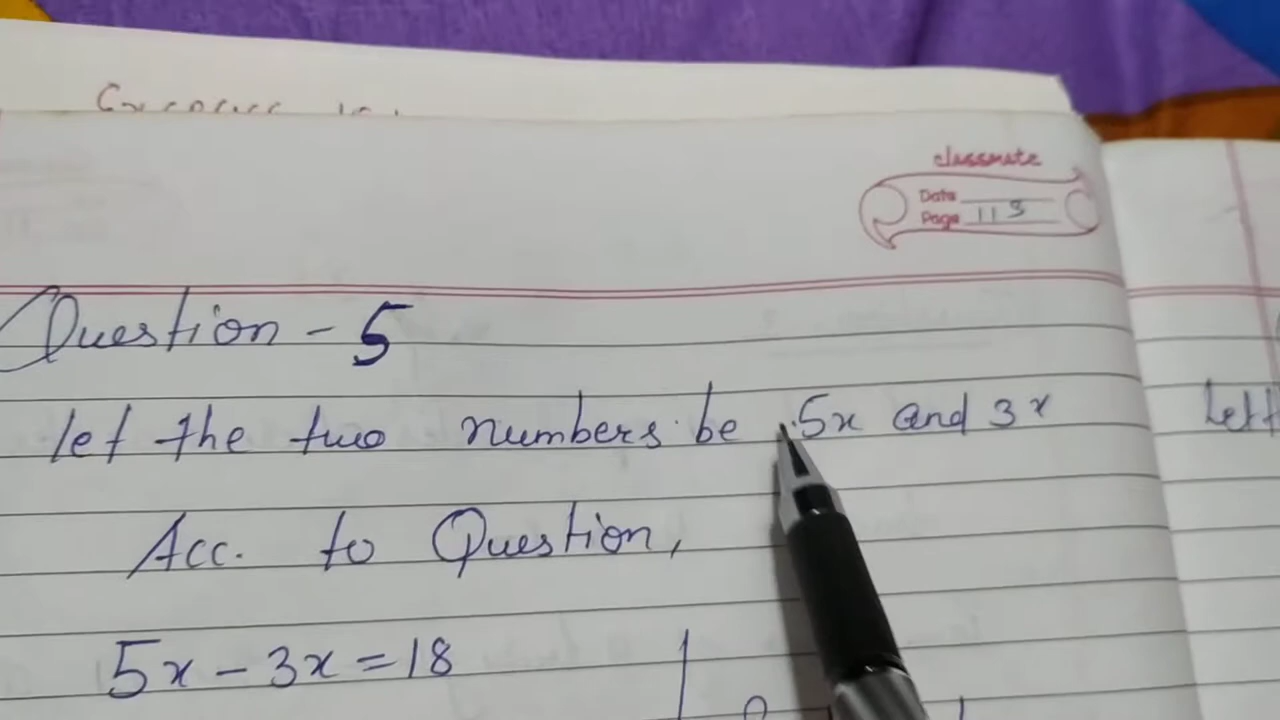 classmate
Date
Page 113
Question - 5
let the two numbers be 5x and 3x
Acc. to Question,
5x - 3x = 18
Let